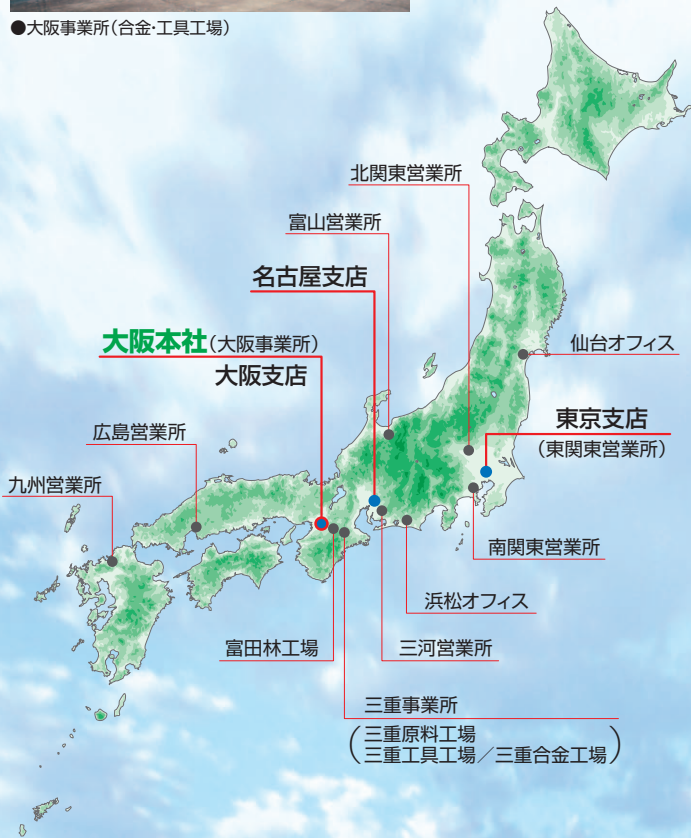 ●大阪事業所(合金・工具工場)
北関東営業所
富山営業所
名古屋支店
大阪本社(大阪事業所)
大阪支店
仙台オフィス
東京支店
(東関東営業所)
広島営業所
九州営業所
南関東営業所
浜松オフィス
富田林工場
三河営業所
三重事業所
(三重原料工場
三重工具工場/三重合金工場)